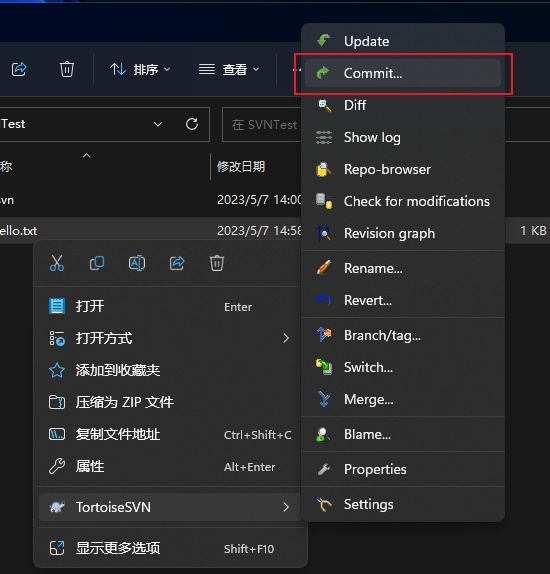 排序
查看
Test
在 SVNTest
称
修改日期
vn
2023/5/7 14:00
ello.txt
2023/5/7 14:58
1 KB
打开
Enter
打开方式
添加到收藏夹
压缩为 ZIP 文件
复制文件地址
Ctrl+Shift+C
属性
Alt+Enter
TortoiseSVN
显示更多选项
Shift+F10
Update
Commit...
Diff
Show log
Repo-browser
Check for modifications
Revision graph
Rename...
Revert...
Branch/tag...
Switch...
Merge...
Blame...
Properties
Settings